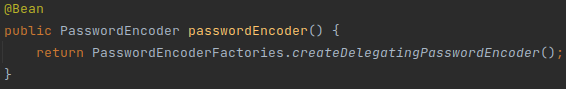 @Bean
public PasswordEncoder passwordEncoder() {
    return PasswordEncoderFactories.createDelegatingPasswordEncoder();
}